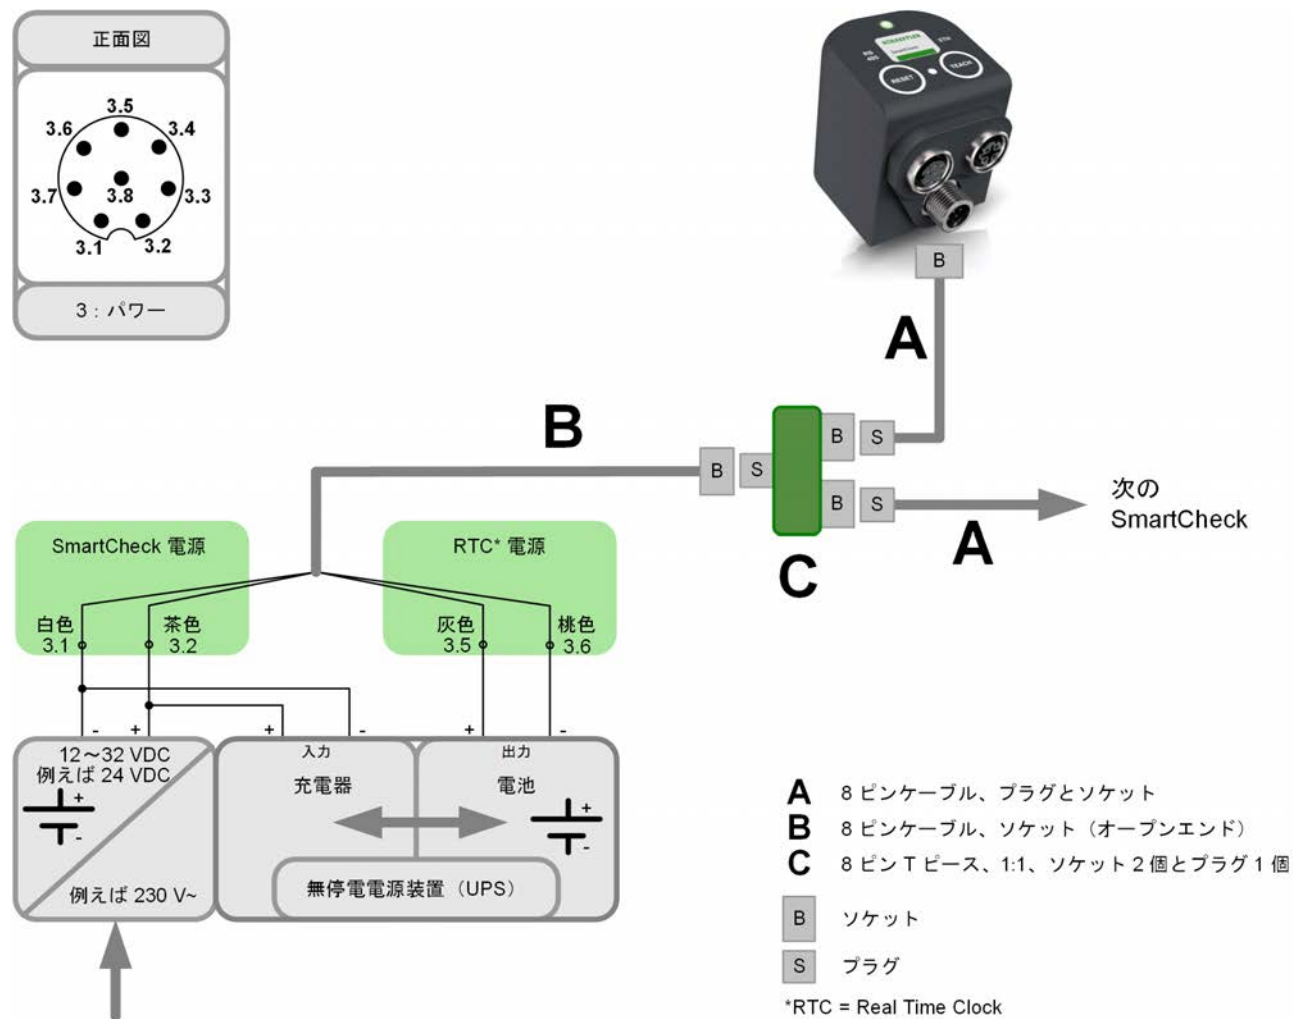 正面図
3.5
3.6
3.4
3.7
3.8
3.3
3.1
3.2
3 : パワー
SCHAEFFLER
SmartCheck
RS 485
ETH
RESET
TEACH
B
A
B
B
S
B
S
B
S
A
C
次の
SmartCheck
SmartCheck 電源
RTC* 電源
白色
3.1
茶色
3.2
灰色
3.5
桃色
3.6
- + + - + -
12～32 VDC
例えば 24 VDC
+
-
例えば 230 V~
入力
充電器
出力
電池
+
-
無停電電源装置（UPS）
A 8 ピンケーブル、プラグとソケット
B 8 ピンケーブル、ソケット（オープンエンド）
C 8 ピン T ピース、1:1、ソケット 2 個とプラグ 1 個
B ソケット
S プラグ
*RTC = Real Time Clock